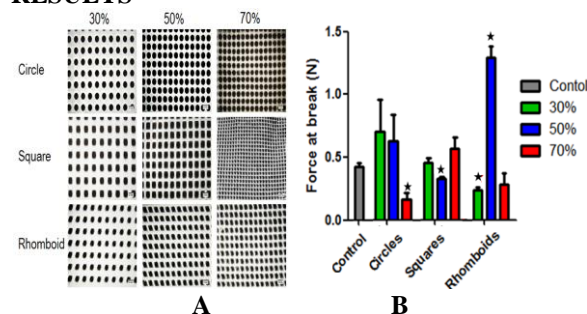 RESULTS
30% 50% 70%
Circle
Square
Rhomboid
A
Force at break (N)
1.5
1.0
0.5
0.0
Control
Circles
Squares
Rhomboids
Contol
30%
50%
70%
B